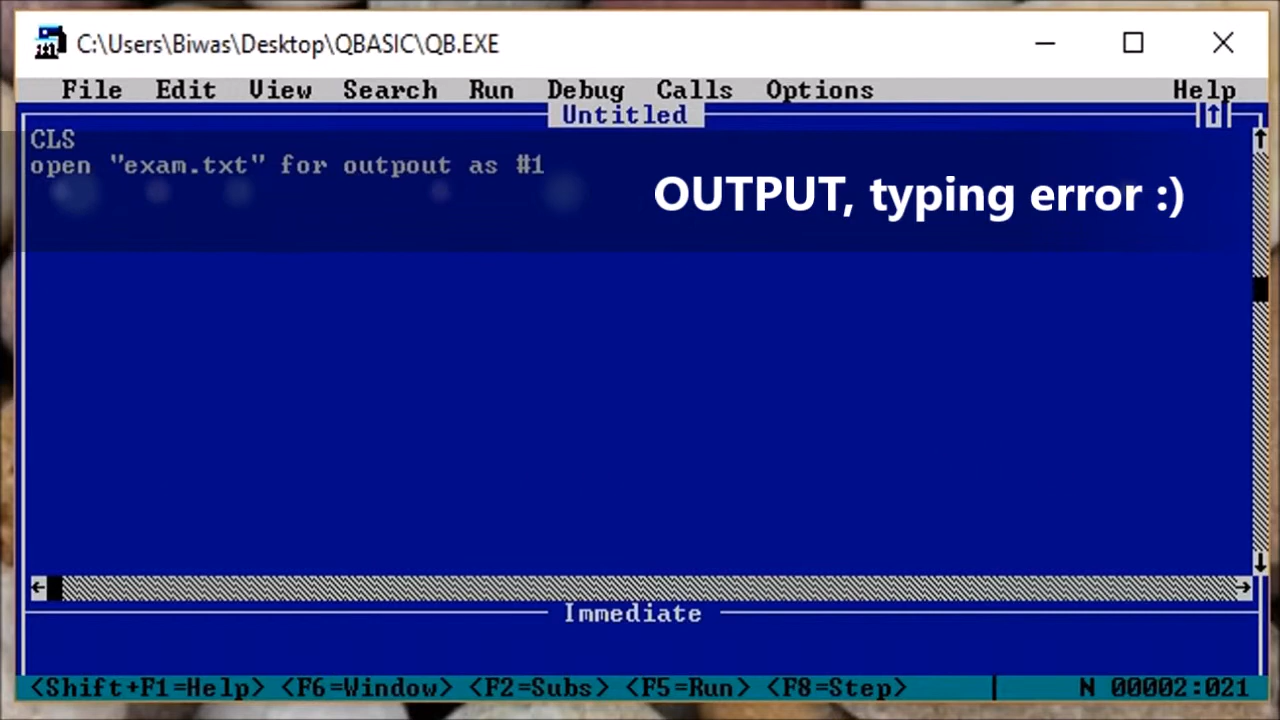 C:\Users\Biwas\Desktop\QBASIC\QB.EXE
File Edit View Search Run Debug Calls Options Help
Untitled
CLS
open "exam.txt" for outpout as #1
OUTPUT, typing error :)
Immediate
<Shift+F1=Help> <F6=Window> <F2=Subs> <F5=Run> <F8=Step> N 00002:021